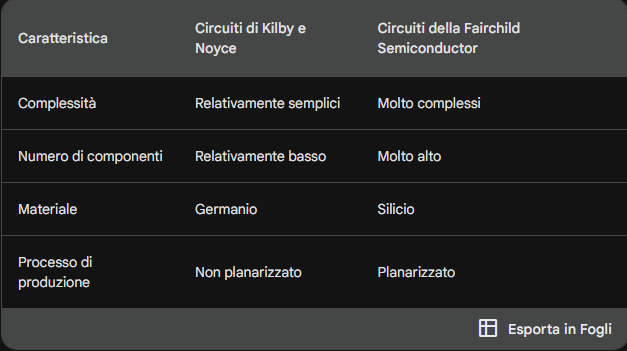 Caratteristica
Circuiti di Kilby e
Noyce
Circuiti della Fairchild
Semiconductor
Complessità
Relativamente semplici
Molto complessi
Numero di componenti
Relativamente basso
Molto alto
Materiale
Germanio
Silicio
Processo di
produzione
Non planarizzato
Planarizzato
Esporta in Fogli